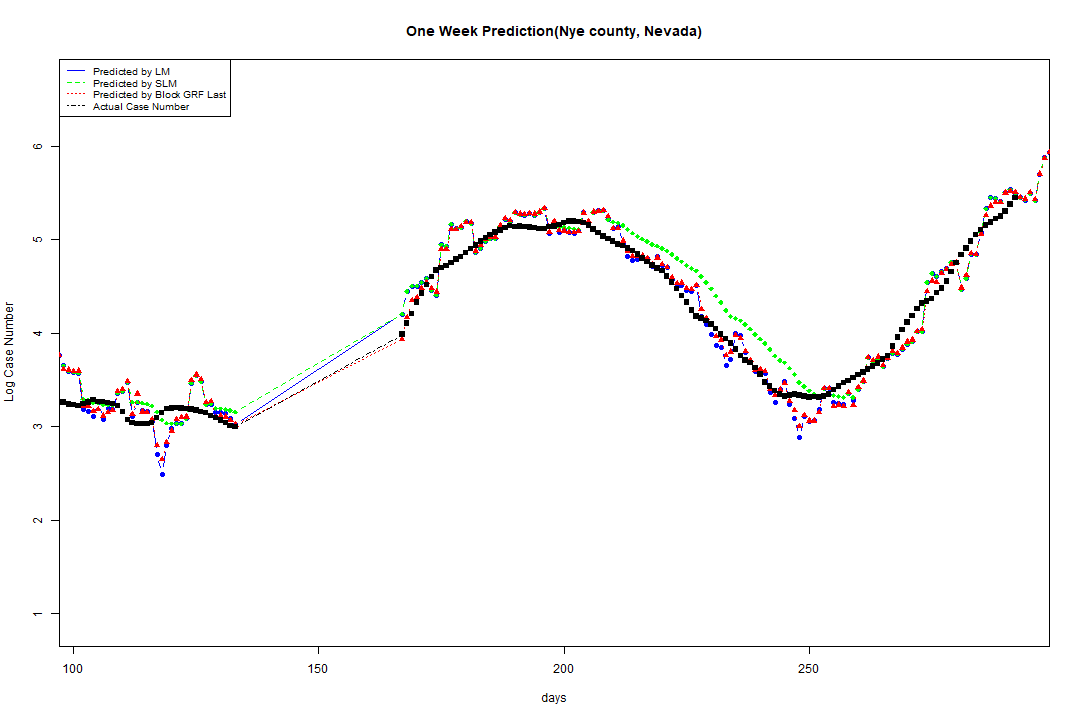 One Week Prediction(Nye county, Nevada)
Predicted by LM
Predicted by SLM
Predicted by Block GRF Last
Actual Case Number
6
5
4
3
2
1
Log Case Number
100 150 200 250
days